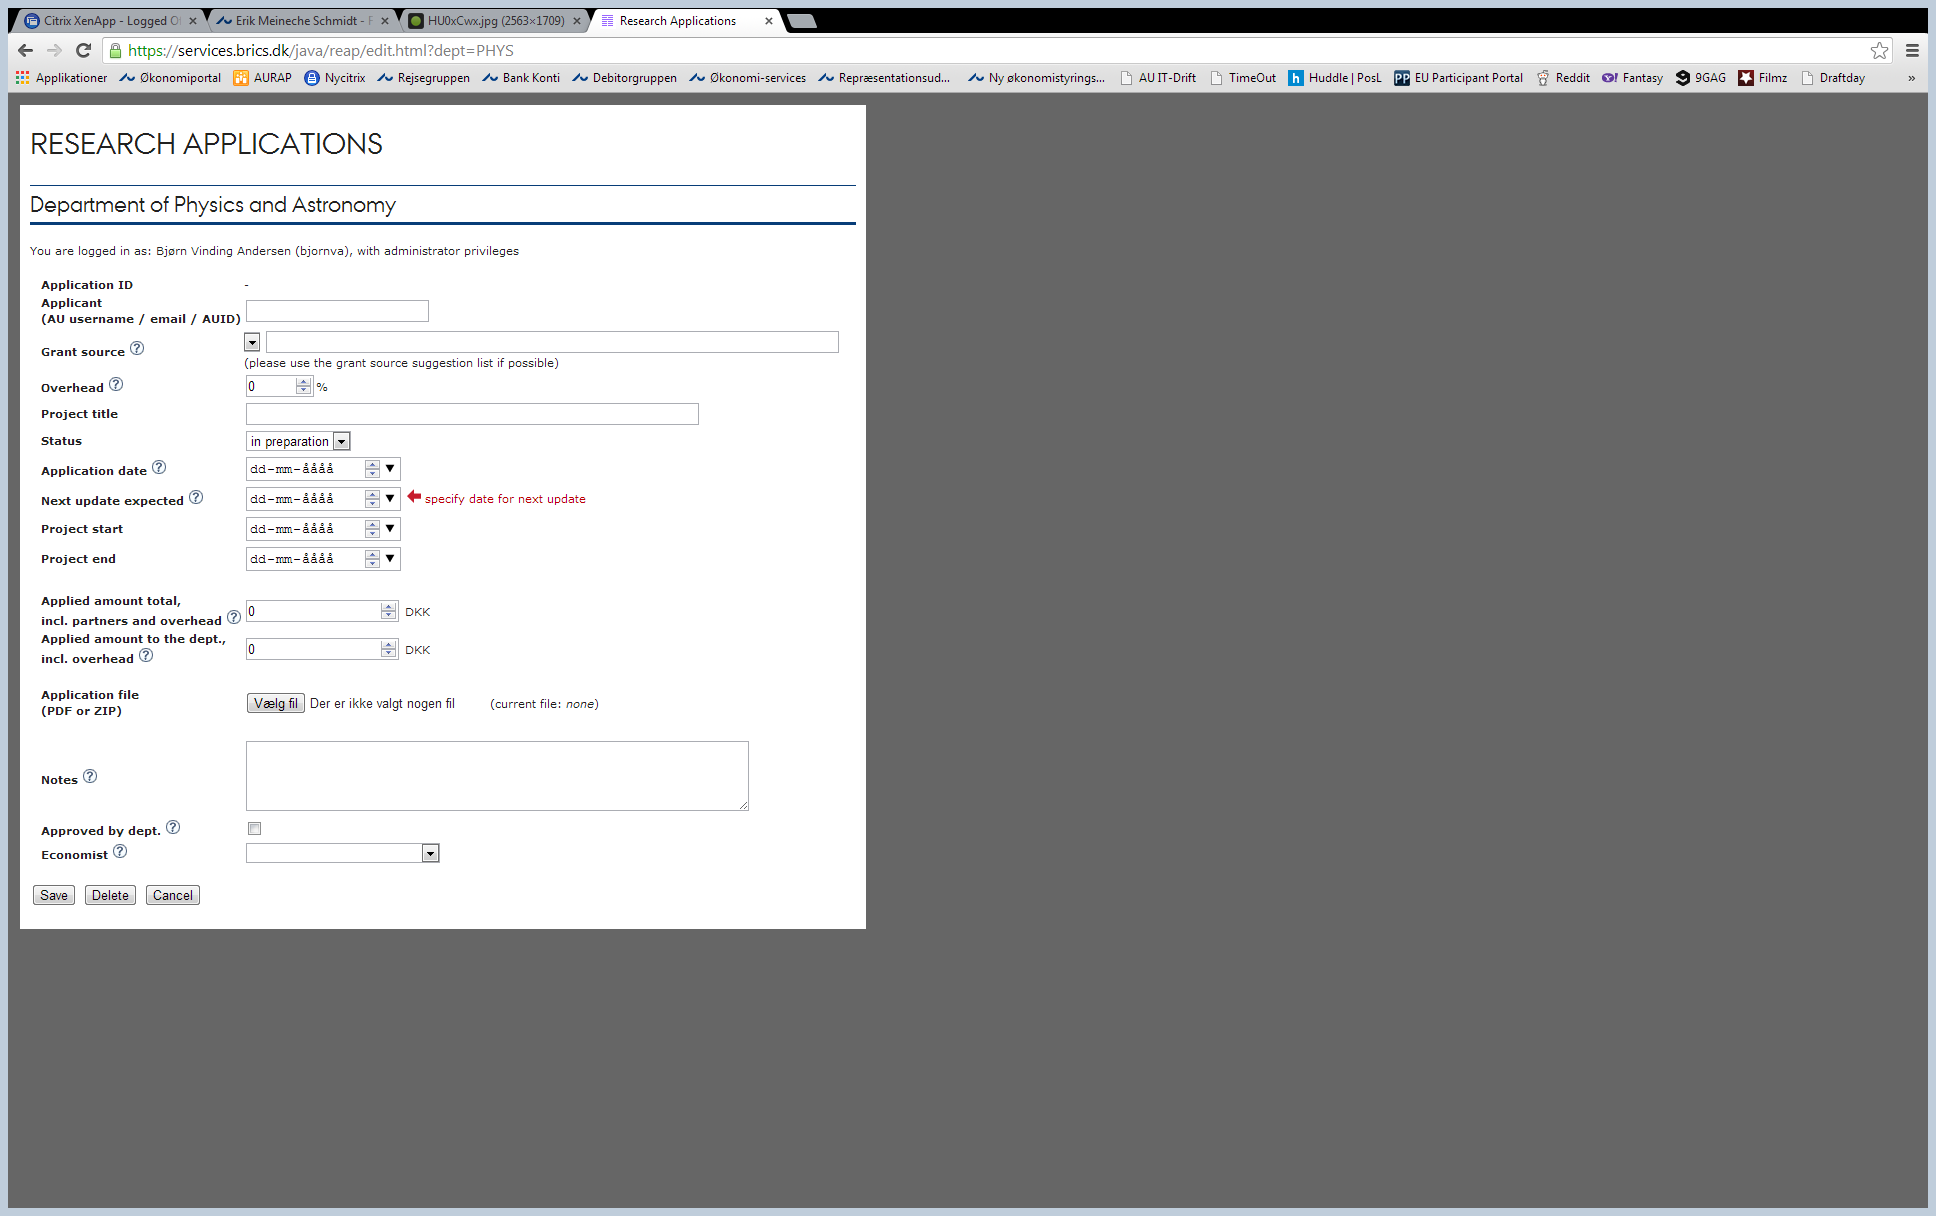 Citrix XenApp - Logged O
Erik Meineche Schmidt - F
HU0xCwx.jpg (2563×1709)
Research Applications
https://services.brics.dk/java/reap/edit.html?dept=PHYS
Applikationer
Økonomiportal
AURAP
Nycitrix
Rejsegruppen
Bank Konti
Debitorgruppen
Økonomi-services
Repræsentationsud...
Ny økonomistyrings...
AU IT-Drift
TimeOut
Huddle | PosL
EU Participant Portal
Reddit
Fantasy
9GAG
Filmz
Draftday
»
RESEARCH APPLICATIONS
Department of Physics and Astronomy
You are logged in as: Bjørn Vinding Andersen (bjornva), with administrator privileges
Application ID -
Applicant
(AU username / email / AUID)
Grant source ?
(please use the grant source suggestion list if possible)
Overhead ? 0 %
Project title
Status in preparation
Application date ? dd-mm-åååå
Next update expected ? dd-mm-åååå specify date for next update
Project start dd-mm-åååå
Project end dd-mm-åååå
Applied amount total,
incl. partners and overhead ? 0 DKK
Applied amount to the dept.,
incl. overhead ? 0 DKK
Application file
(PDF or ZIP) Vælg fil Der er ikke valgt nogen fil (current file: none)
Notes ?
Approved by dept. ?
Economist ?
Save Delete Cancel